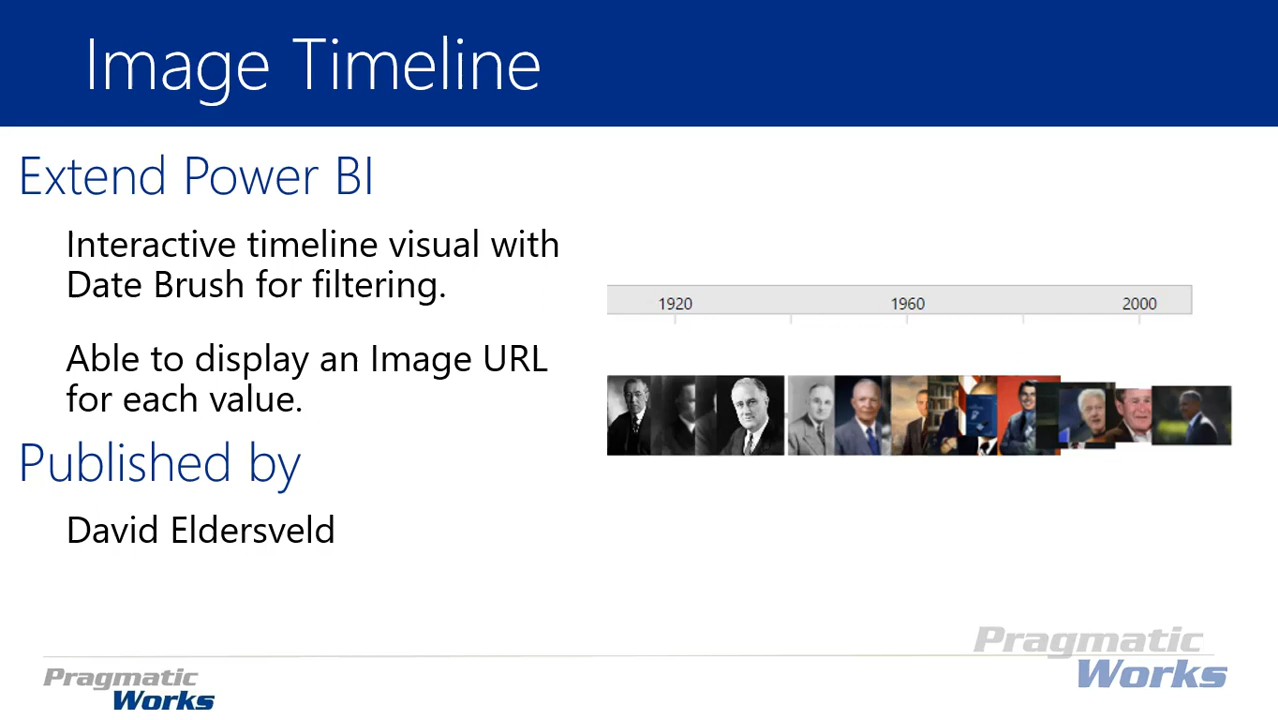 Image Timeline
Extend Power BI
Interactive timeline visual with
Date Brush for filtering.
Able to display an Image URL
for each value.
Published by
David Eldersveld
1920 1960 2000
Pragmatic
Works
Pragmatic
Works